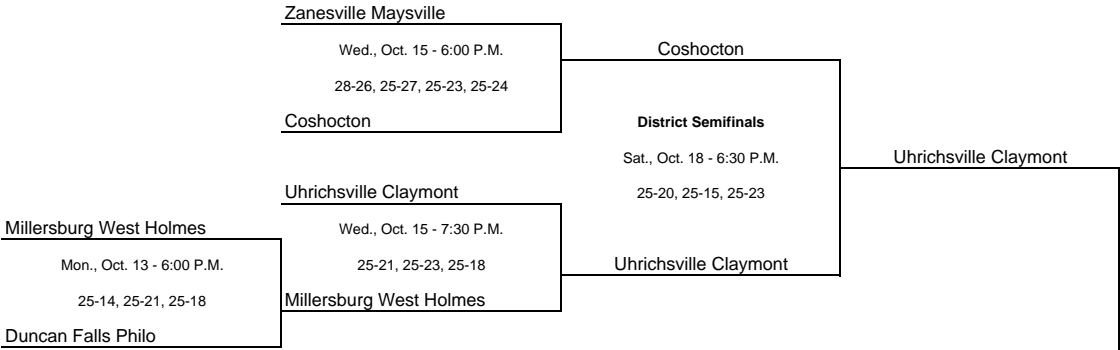 Zanesville Maysville
Wed., Oct. 15 - 6:00 P.M.
Coshocton
28-26, 25-27, 25-23, 25-24
Coshocton
District Semifinals
Sat., Oct. 18 - 6:30 P.M.
Uhrichsville Claymont
Uhrichsville Claymont
25-20, 25-15, 25-23
Millersburg West Holmes
Wed., Oct. 15 - 7:30 P.M.
Mon., Oct. 13 - 6:00 P.M.
25-21, 25-23, 25-18
Uhrichsville Claymont
25-14, 25-21, 25-18
Millersburg West Holmes
Duncan Falls Philo